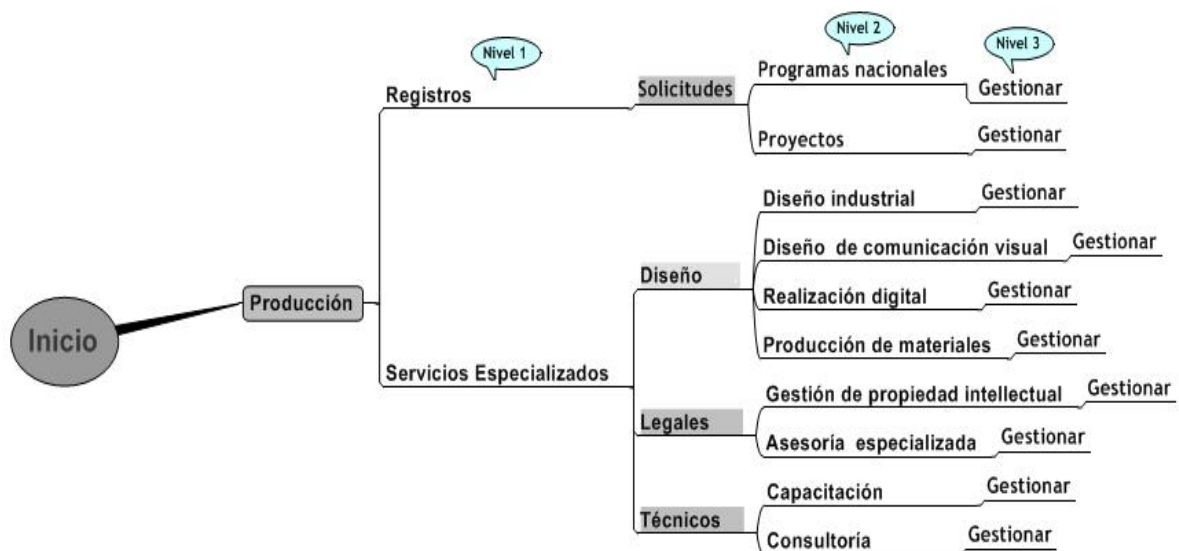 Nivel 1
Nivel 2
Nivel 3
Registros
Solicitudes
Programas nacionales
Gestionar
Proyectos
Gestionar
Inicio
Producción
Servicios Especializados
Diseño
Diseño industrial
Gestionar
Diseño de comunicación visual
Gestionar
Realización digital
Gestionar
Producción de materiales
Gestionar
Legales
Gestión de propiedad intellectual
Gestionar
Asesoría especializada
Gestionar
Técnicos
Capacitación
Gestionar
Consultoría
Gestionar